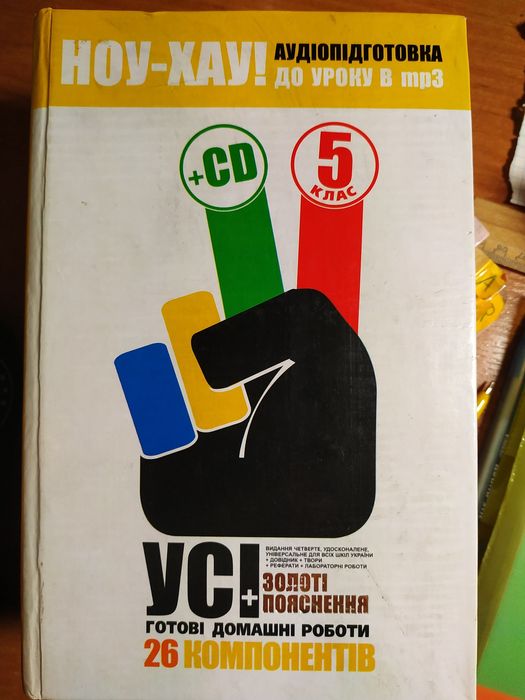 НОУ-ХАУ!
АУДІОПІДГОТОВКА
ДО УРОКУ В mp3
+CD
5
КЛАС
УСІ
ВИДАННЯ ЧЕТВЕРТЕ, УДОСКОНАЛЕНЕ,
УНІВЕРСАЛЬНЕ ДЛЯ ВСІХ ШКІЛ УКРАЇНИ
+ ДОВІДНИК + ТВОРИ
+ РЕФЕРАТИ + ЛАБОРАТОРНІ РОБОТИ
+ ЗОЛОТІ
ПОЯСНЕННЯ
ГОТОВІ ДОМАШНІ РОБОТИ
26 КОМПОНЕНТІВ